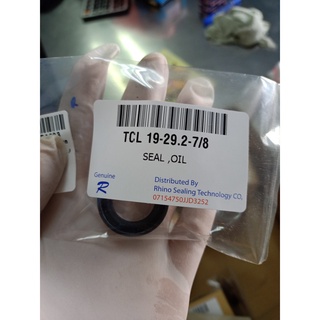 TCL 19-29.2-7/8
SEAL ,OIL
Genuine
R
Distributed By
Rhino Sealing Technology CO,
07154750JJD3252